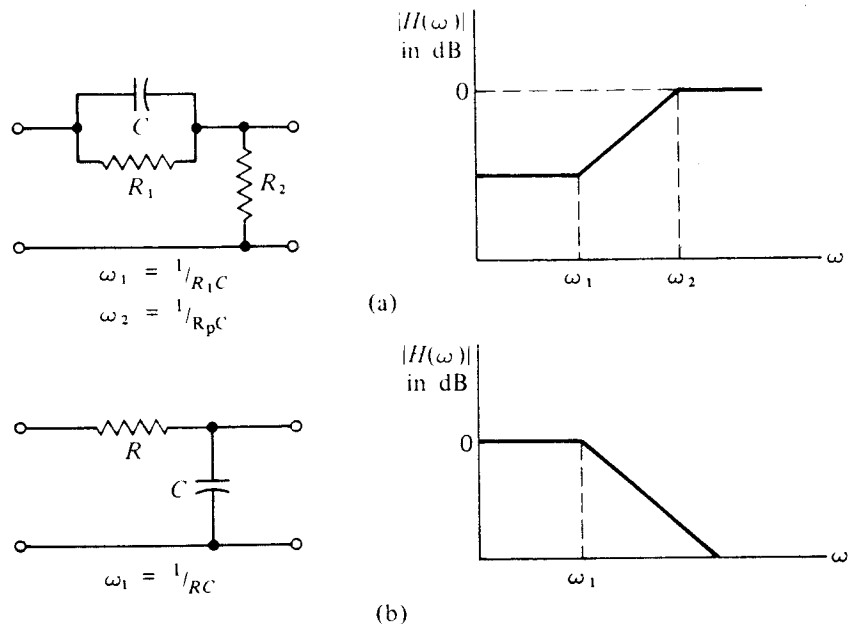 |H(ω)|
in dB
0
C
R₁
R₂
ω₁ = 1/R₁C
ω₂ = 1/RₚC
ω₁
ω₂
ω
(a)
|H(ω)|
in dB
0
R
C
ω₁ = 1/RC
ω₁
ω
(b)